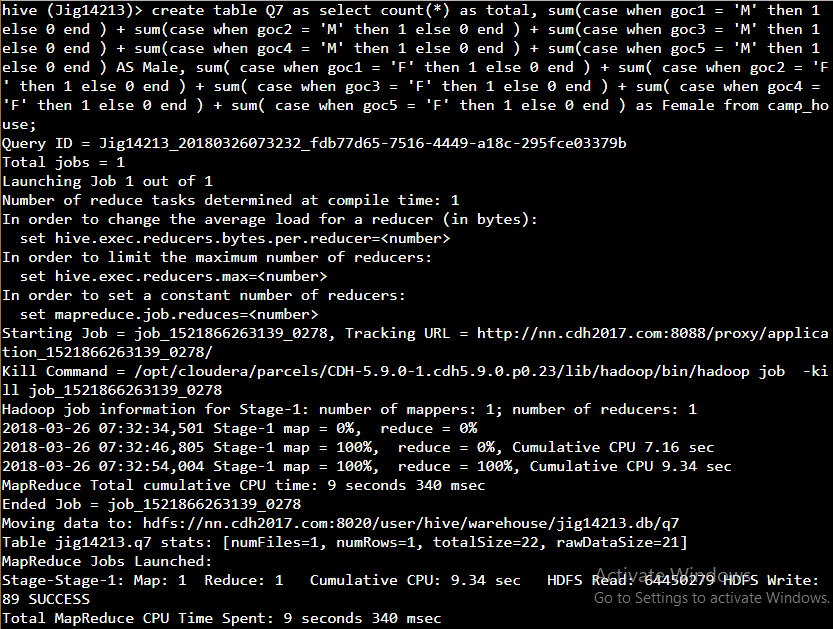 hive (Jig14213)> create table Q7 as select count(*) as total, sum(case when goc1 = 'M' then 1
else 0 end ) + sum(case when goc2 = 'M' then 1 else 0 end ) + sum(case when goc3 = 'M' then 1
else 0 end ) + sum(case when goc4 = 'M' then 1 else 0 end ) + sum(case when goc5 = 'M' then 1
else 0 end ) AS Male, sum( case when goc1 = 'F' then 1 else 0 end ) + sum( case when goc2 = 'F
' then 1 else 0 end ) + sum( case when goc3 = 'F' then 1 else 0 end ) + sum( case when goc4 =
'F' then 1 else 0 end ) + sum( case when goc5 = 'F' then 1 else 0 end ) as Female from camp_ho
use;
Query ID = Jig14213_20180326073232_fdb77d65-7516-4449-a18c-295fce03379b
Total jobs = 1
Launching Job 1 out of 1
Number of reduce tasks determined at compile time: 1
In order to change the average load for a reducer (in bytes):
  set hive.exec.reducers.bytes.per.reducer=<number>
In order to limit the maximum number of reducers:
  set hive.exec.reducers.max=<number>
In order to set a constant number of reducers:
  set mapreduce.job.reduces=<number>
Starting Job = job_1521866263139_0278, Tracking URL = http://nn.cdh2017.com:8088/proxy/applica
tion_1521866263139_0278/
Kill Command = /opt/cloudera/parcels/CDH-5.9.0-1.cdh5.9.0.p0.23/lib/hadoop/bin/hadoop job  -ki
ll job_1521866263139_0278
Hadoop job information for Stage-1: number of mappers: 1; number of reducers: 1
2018-03-26 07:32:34,501 Stage-1 map = 0%,  reduce = 0%
2018-03-26 07:32:46,805 Stage-1 map = 100%,  reduce = 0%, Cumulative CPU 7.16 sec
2018-03-26 07:32:54,004 Stage-1 map = 100%,  reduce = 100%, Cumulative CPU 9.34 sec
MapReduce Total cumulative CPU time: 9 seconds 340 msec
Ended Job = job_1521866263139_0278
Moving data to: hdfs://nn.cdh2017.com:8020/user/hive/warehouse/jig14213.db/q7
Table jig14213.q7 stats: [numFiles=1, numRows=1, totalSize=22, rawDataSize=21]
MapReduce Jobs Launched:
Stage-Stage-1: Map: 1  Reduce: 1   Cumulative CPU: 9.34 sec   HDFS Read: 64450279 HDFS Write:
89 SUCCESS
Total MapReduce CPU Time Spent: 9 seconds 340 msec
Activate Windows
Go to Settings to activate Windows.